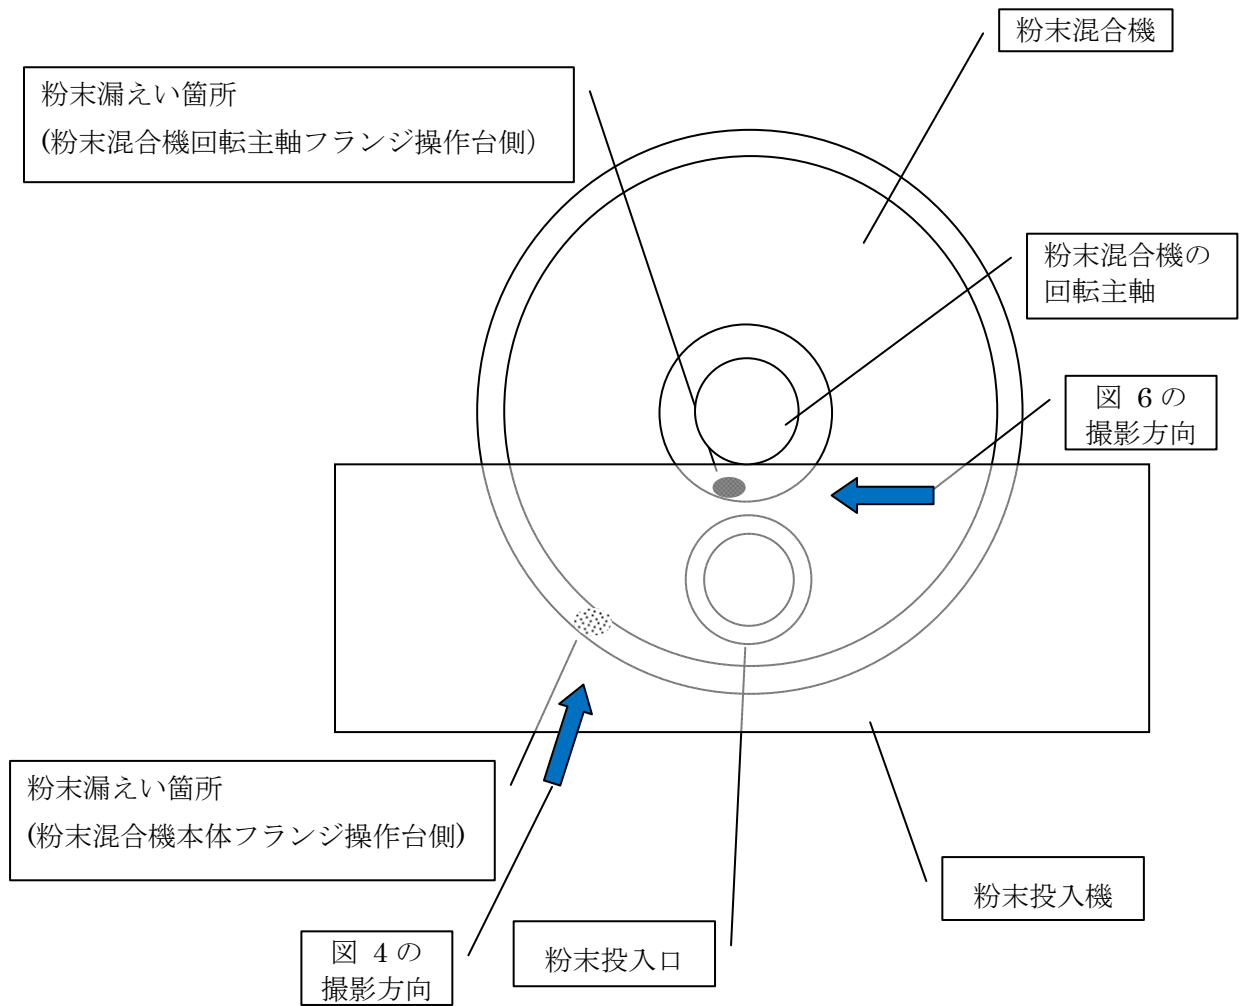 粉末混合機
粉末漏えい箇所
(粉末混合機回転主軸フランジ操作台側)
粉末混合機の
回転主軸
図 6 の
撮影方向
粉末漏えい箇所
(粉末混合機本体フランジ操作台側)
粉末投入機
図 4 の
撮影方向
粉末投入口